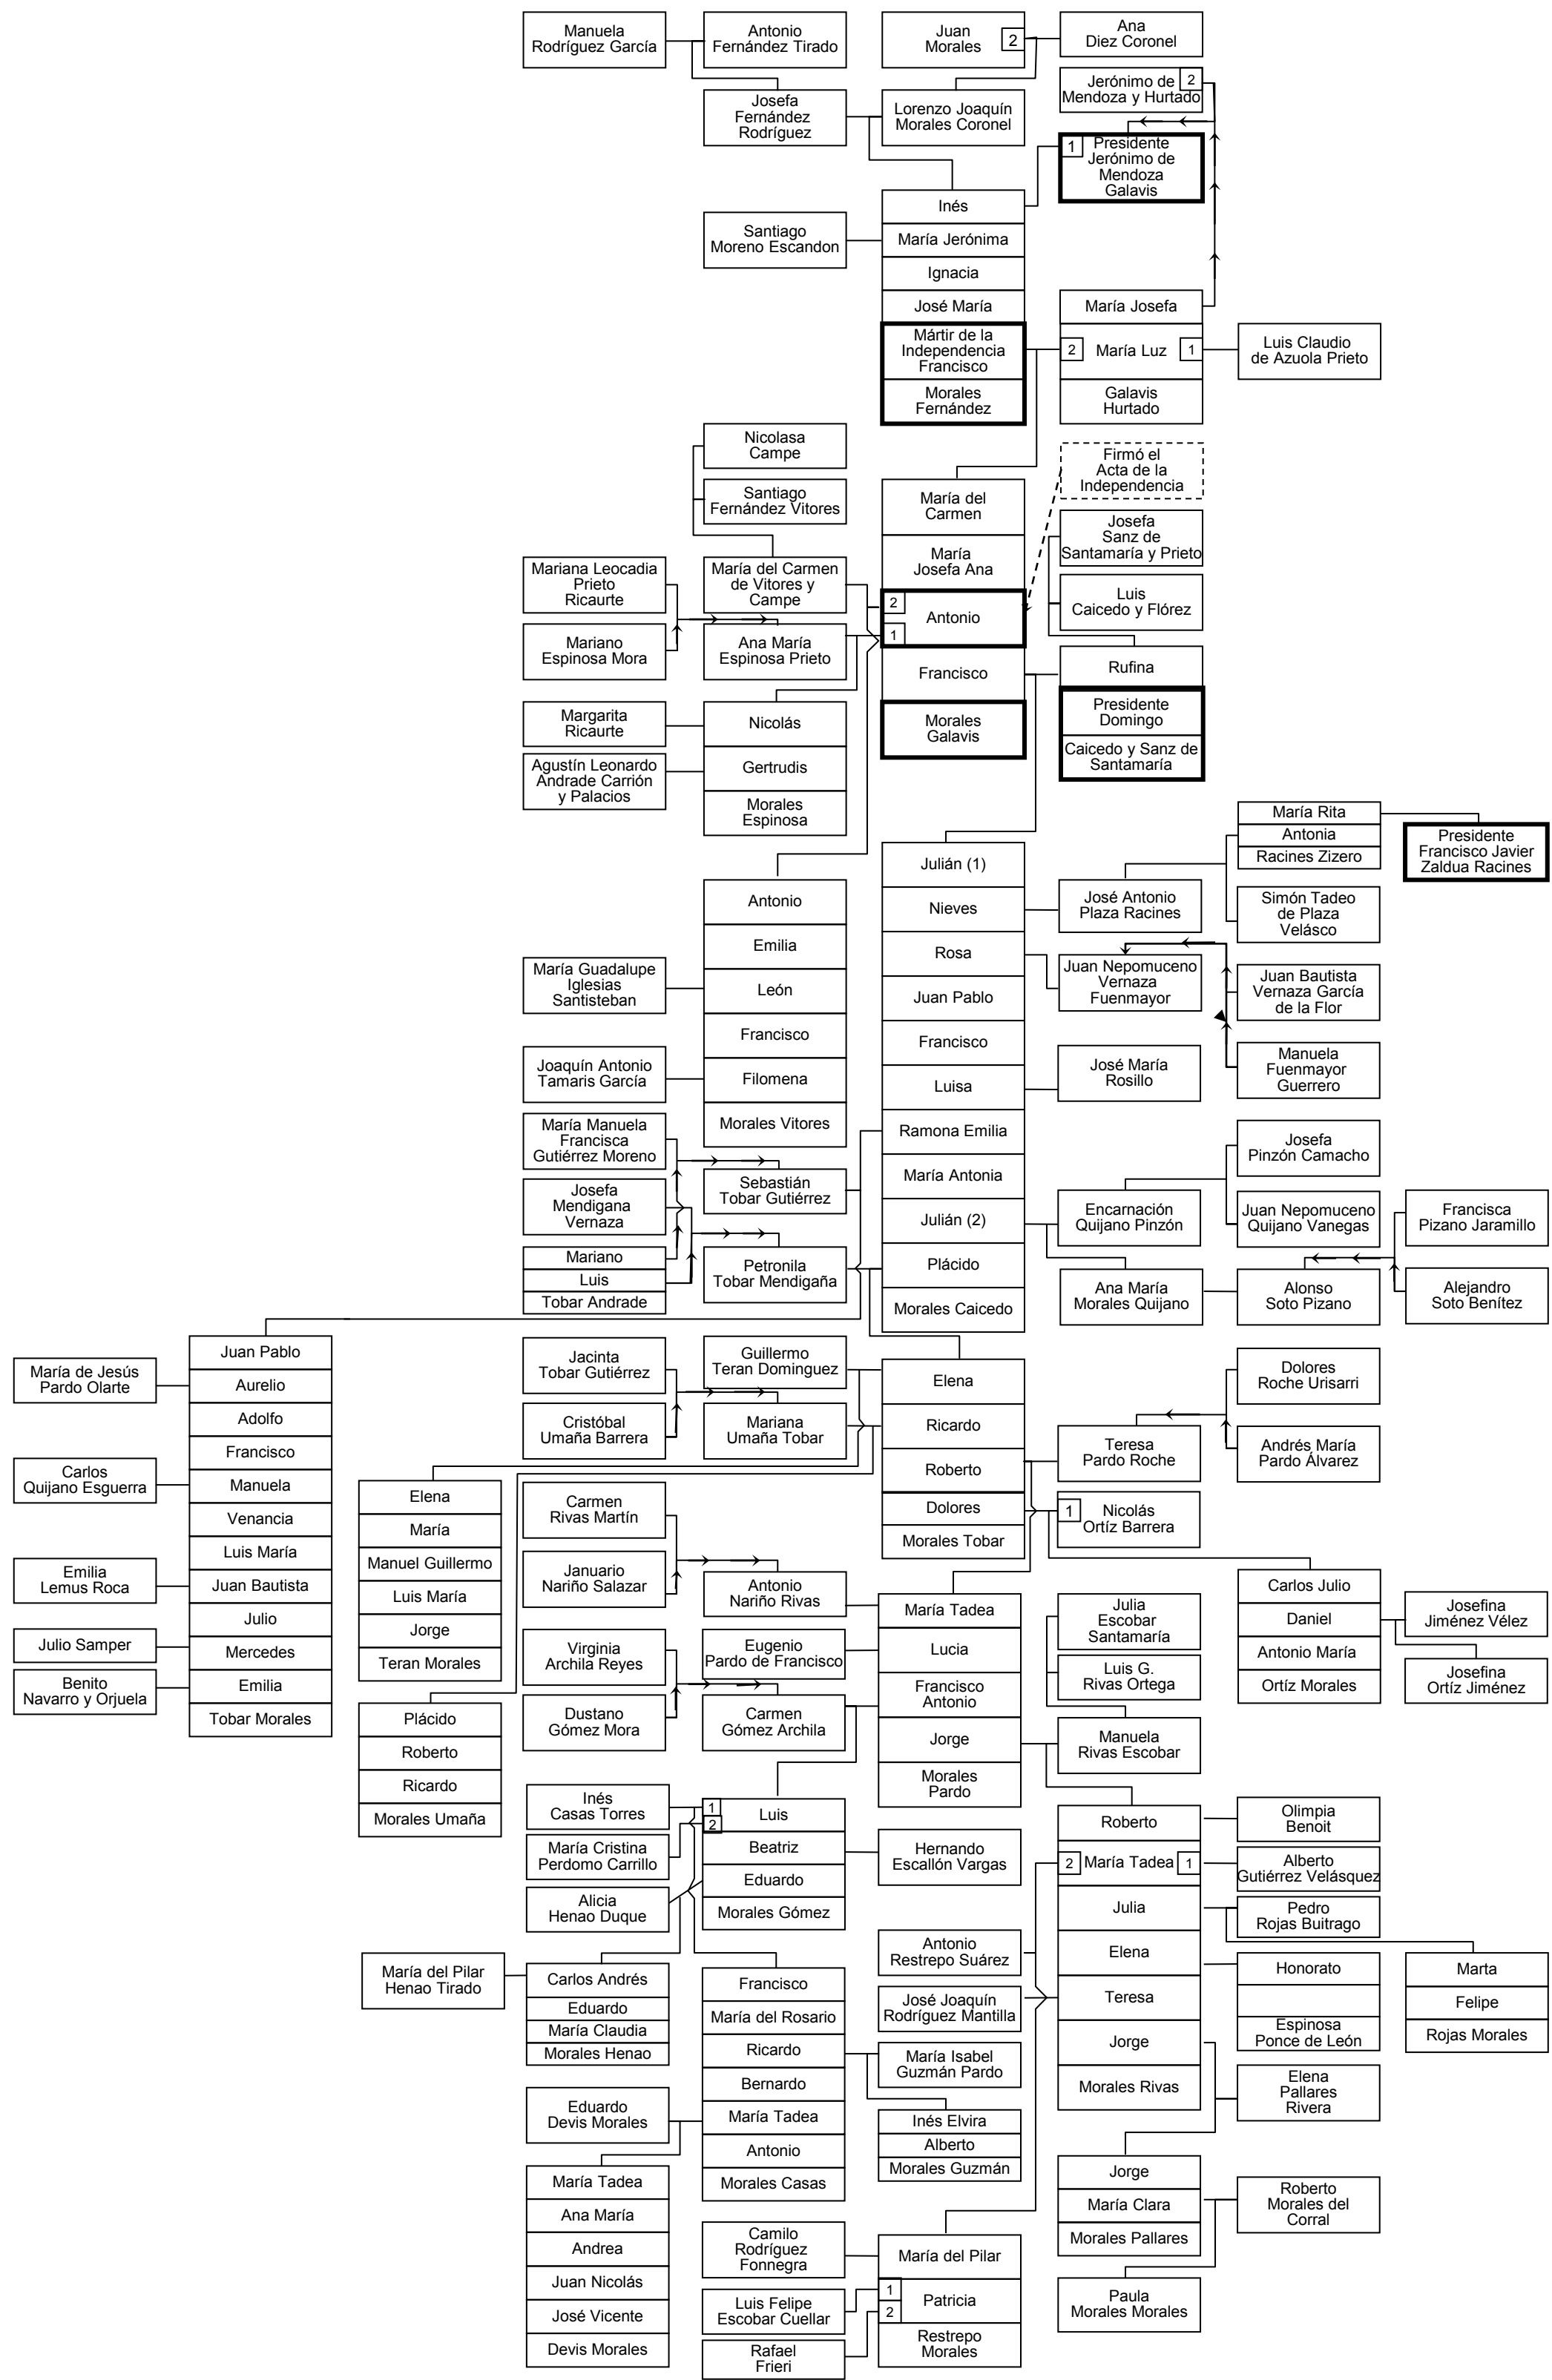 Manuela
Rodríguez García
Antonio
Fernández Tirado
Juan
Morales
2
Ana
Diez Coronel
Jerónimo de
Mendoza y Hurtado
2
Josefa
Fernández
Rodríguez
Lorenzo Joaquín
Morales Coronel
1
Presidente
Jerónimo de
Mendoza
Galavis
Inés
María Jerónima
Ignacia
José María
Mártir de la
Independencia
Francisco
Morales
Fernández
Santiago
Moreno Escandon
María Josefa
2
María Luz
1
Galavis
Hurtado
Luis Claudio
de Azuola Prieto
Nicolasa
Campe
Santiago
Fernández Vitores
Firmó el
Acta de la
Independencia
María del
Carmen
María
Josefa Ana
2
1
Antonio
Francisco
Morales
Galavis
Josefa
Sanz de
Santamaría y Prieto
Luis
Caicedo y Flórez
Mariana Leocadia
Prieto
Ricaurte
Mariano
Espinosa Mora
María del Carmen
de Vitores y
Campe
Ana María
Espinosa Prieto
Rufina
Presidente
Domingo
Caicedo y Sanz de
Santamaría
Margarita
Ricaurte
Agustín Leonardo
Andrade Carrión
y Palacios
Nicolás
Gertrudis
Morales
Espinosa
María Rita
Antonia
Racines Zizero
Presidente
Francisco Javier
Zaldua Racines
Julián (1)
Nieves
Rosa
Juan Pablo
Francisco
Luisa
Ramona Emilia
María Antonia
Julián (2)
Plácido
Morales Caicedo
José Antonio
Plaza Racines
Simón Tadeo
de Plaza
Velásco
Antonio
Emilia
León
Francisco
Filomena
Morales Vitores
María Guadalupe
Iglesias
Santisteban
Joaquín Antonio
Tamaris García
Juan Nepomuceno
Vernaza
Fuenmayor
Juan Bautista
Vernaza García
de la Flor
Manuela
Fuenmayor
Guerrero
José María
Rosillo
María Manuela
Francisca
Gutiérrez Moreno
Josefa
Mendigana
Vernaza
Mariano
Luis
Tobar Andrade
Sebastián
Tobar Gutiérrez
Petronila
Tobar Mendigaña
Josefa
Pinzón Camacho
Encarnación
Quijano Pinzón
Juan Nepomuceno
Quijano Vanegas
Francisca
Pizano Jaramillo
Ana María
Morales Quijano
Alonso
Soto Pizano
Alejandro
Soto Benítez
María de Jesús
Pardo Olarte
Carlos
Quijano Esguerra
Emilia
Lemus Roca
Julio Samper
Benito
Navarro y Orjuela
Juan Pablo
Aurelio
Adolfo
Francisco
Manuela
Venancia
Luis María
Juan Bautista
Julio
Mercedes
Emilia
Tobar Morales
Jacinta
Tobar Gutiérrez
Cristóbal
Umaña Barrera
Guillermo
Teran Dominguez
Mariana
Umaña Tobar
Elena
Ricardo
Roberto
Dolores
Morales Tobar
Dolores
Roche Urisarri
Teresa
Pardo Roche
Andrés María
Pardo Álvarez
1
Nicolás
Ortíz Barrera
Elena
María
Manuel Guillermo
Luis María
Jorge
Teran Morales
Carmen
Rivas Martín
Januario
Nariño Salazar
Antonio
Nariño Rivas
Carlos Julio
Daniel
Antonio María
Ortíz Morales
Josefina
Jiménez Vélez
Josefina
Ortíz Jiménez
Virginia
Archila Reyes
Dustano
Gómez Mora
Eugenio
Pardo de Francisco
Carmen
Gómez Archila
María Tadea
Lucia
Francisco
Antonio
Jorge
Morales
Pardo
Julia
Escobar
Santamaría
Luis G.
Rivas Ortega
Manuela
Rivas Escobar
Plácido
Roberto
Ricardo
Morales Umaña
Inés
Casas Torres
María Cristina
Perdomo Carrillo
Alicia
Henao Duque
1
2
Luis
Beatriz
Eduardo
Morales Gómez
Hernando
Escallón Vargas
Roberto
2
María Tadea
1
Julia
Elena
Teresa
Jorge
Morales Rivas
Olimpia
Benoit
Alberto
Gutiérrez Velásquez
Pedro
Rojas Buitrago
Honorato
Espinosa
Ponce de León
Marta
Felipe
Rojas Morales
Antonio
Restrepo Suárez
José Joaquín
Rodríguez Mantilla
María del Pilar
Henao Tirado
Carlos Andrés
Eduardo
María Claudia
Morales Henao
Francisco
María del Rosario
Ricardo
Bernardo
María Tadea
Antonio
Morales Casas
María Isabel
Guzmán Pardo
Inés Elvira
Alberto
Morales Guzmán
Elena
Pallares
Rivera
Eduardo
Devis Morales
María Tadea
Ana María
Andrea
Juan Nicolás
José Vicente
Devis Morales
Jorge
María Clara
Morales Pallares
Roberto
Morales del
Corral
Paula
Morales Morales
Camilo
Rodríguez
Fonnegra
Luis Felipe
Escobar Cuellar
Rafael
Frieri
María del Pilar
1
2
Patricia
Restrepo
Morales